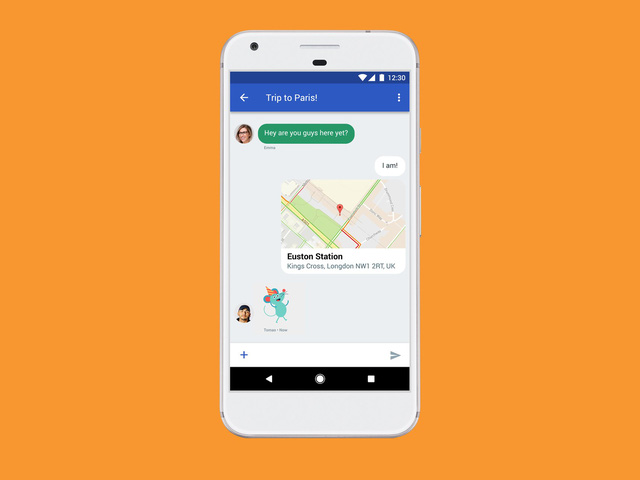 12:30
Trip to Paris!
Hey are you guys here yet?
Emma
I am!
Euston Station
Kings Cross, Longdon NW1 2RT, UK
Tomas • Now